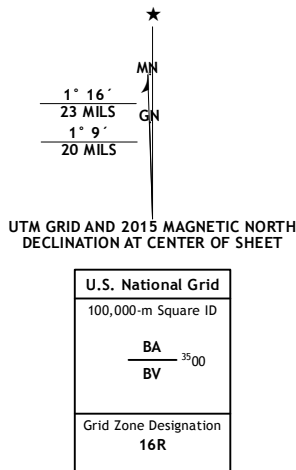 ★
MN
1° 16´
23 MILS
GN
1° 9´
20 MILS
UTM GRID AND 2015 MAGNETIC NORTH
DECLINATION AT CENTER OF SHEET
U.S. National Grid
100,000-m Square ID
BA
3500
BV
Grid Zone Designation
16R